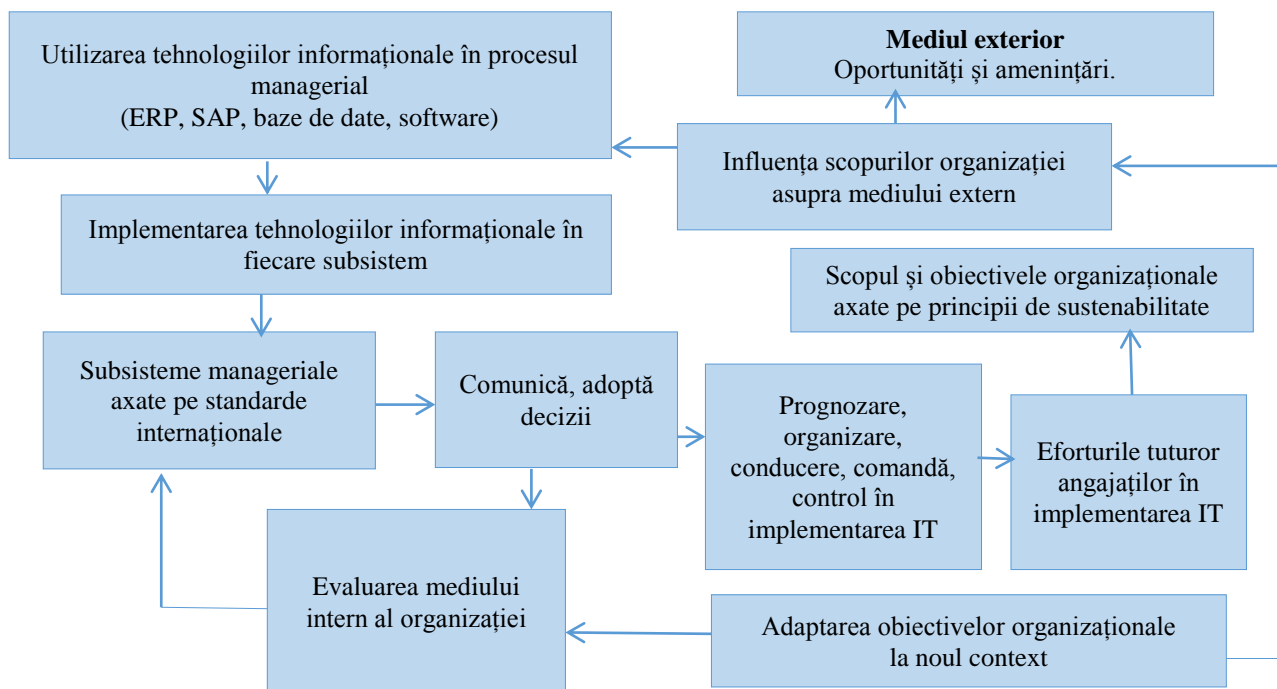 Utilizarea tehnologiilor informaționale în procesul
managerial
(ERP, SAP, baze de date, software)
Mediul exterior
Oportunități și amenințări.
Influența scopurilor organizației
asupra mediului extern
Implementarea tehnologiilor informaționale în
fiecare subsistem
Scopul și obiectivele organizaționale
axate pe principii de sustenabilitate
Subsisteme manageriale
axate pe standarde
internaționale
Comunică, adoptă
decizii
Prognozare,
organizare,
conducere, comandă,
control în
implementarea IT
Eforturile tuturor
angajaților în
implementarea IT
Evaluarea mediului
intern al organizației
Adaptarea obiectivelor organizaționale
la noul context